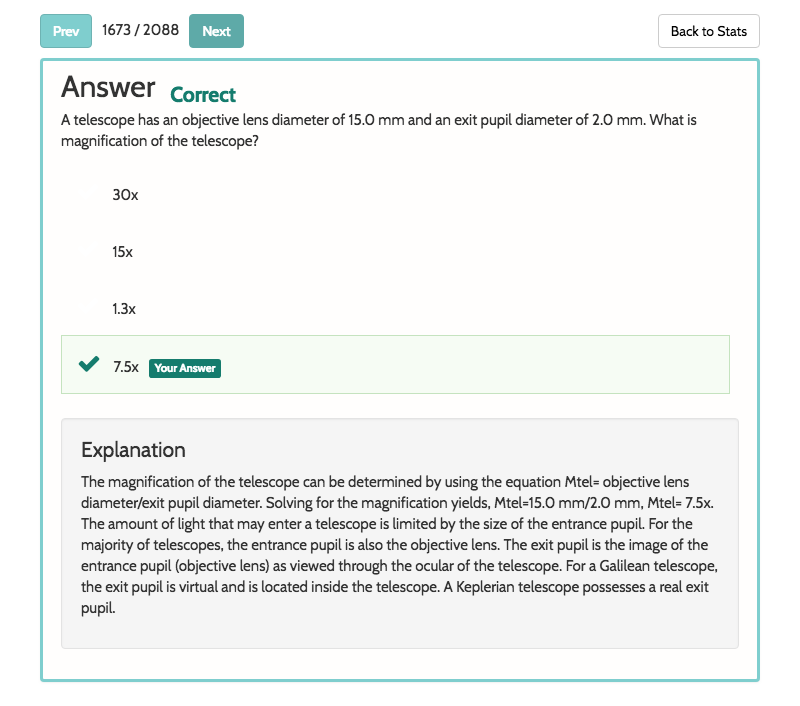 Prev 1673 / 2088 Next Back to Stats
Answer Correct
A telescope has an objective lens diameter of 15.0 mm and an exit pupil diameter of 2.0 mm. What is
magnification of the telescope?
30x
15x
1.3x
7.5x Your Answer
Explanation
The magnification of the telescope can be determined by using the equation Mtel= objective lens
diameter/exit pupil diameter. Solving for the magnification yields, Mtel=15.0 mm/2.0 mm, Mtel= 7.5x.
The amount of light that may enter a telescope is limited by the size of the entrance pupil. For the
majority of telescopes, the entrance pupil is also the objective lens. The exit pupil is the image of the
entrance pupil (objective lens) as viewed through the ocular of the telescope. For a Galilean telescope,
the exit pupil is virtual and is located inside the telescope. A Keplerian telescope possesses a real exit
pupil.